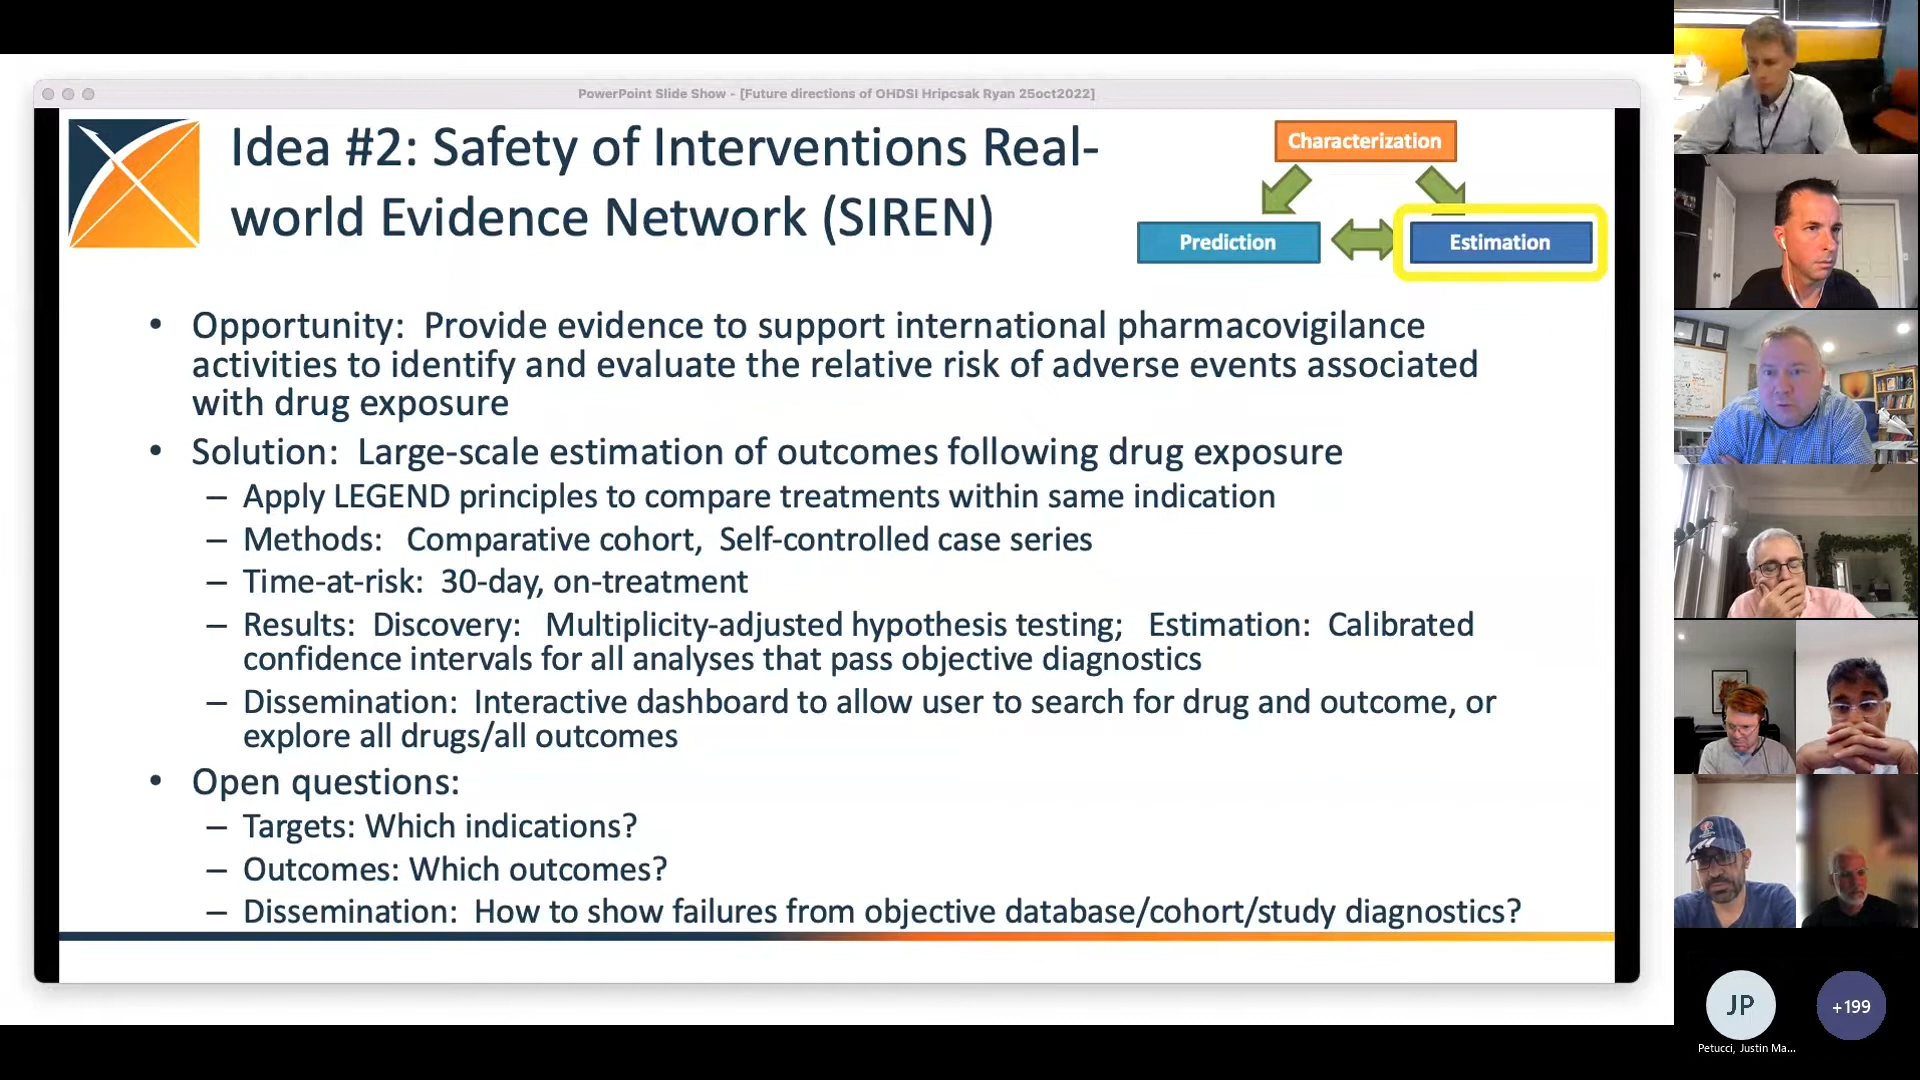 PowerPoint Slide Show - [Future directions of OHDSI Hripcsak Ryan 25oct2022]
Idea #2: Safety of Interventions Real-
world Evidence Network (SIREN)
Characterization
Prediction
Estimation
• Opportunity: Provide evidence to support international pharmacovigilance
activities to identify and evaluate the relative risk of adverse events associated
with drug exposure
• Solution: Large-scale estimation of outcomes following drug exposure
– Apply LEGEND principles to compare treatments within same indication
– Methods: Comparative cohort, Self-controlled case series
– Time-at-risk: 30-day, on-treatment
– Results: Discovery: Multiplicity-adjusted hypothesis testing; Estimation: Calibrated
confidence intervals for all analyses that pass objective diagnostics
– Dissemination: Interactive dashboard to allow user to search for drug and outcome, or
explore all drugs/all outcomes
• Open questions:
– Targets: Which indications?
– Outcomes: Which outcomes?
– Dissemination: How to show failures from objective database/cohort/study diagnostics?
JP
+199
Petucci, Justin Ma...